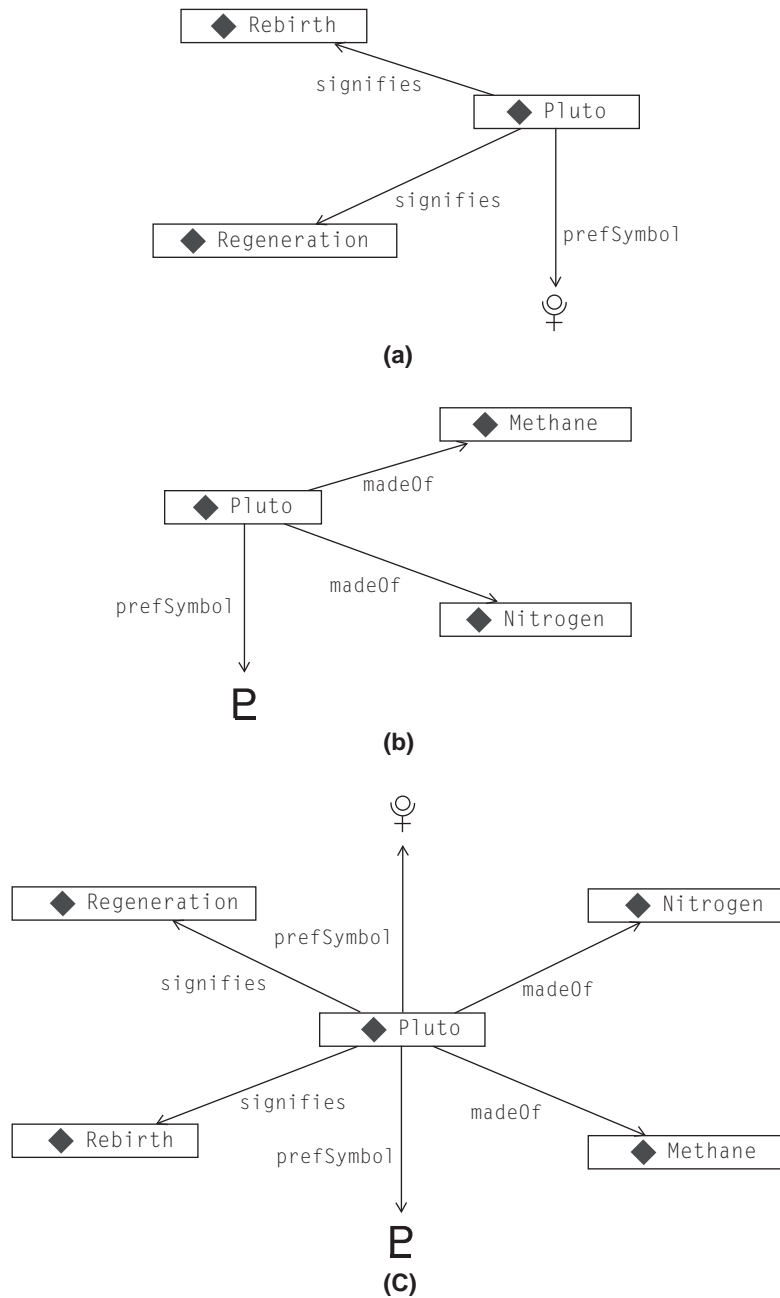 Rebirth
signifies
Pluto
signifies
Regeneration
prefSymbol
(a)
Methane
madeOf
Pluto
madeOf
prefSymbol
Nitrogen
♇
(b)
Regeneration
Nitrogen
prefSymbol
signifies
madeOf
Pluto
signifies
madeOf
Rebirth
prefSymbol
Methane
♇
(C)